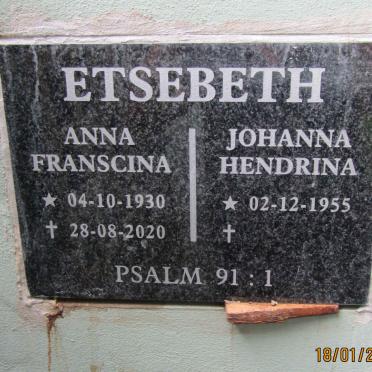 ETSEBETH
ANNA
FRANSCINA
★ 04-10-1930
✝ 28-08-2020
JOHANNA
HENDRINA
★ 02-12-1955
✝
PSALM 91 : 1
18/01/2